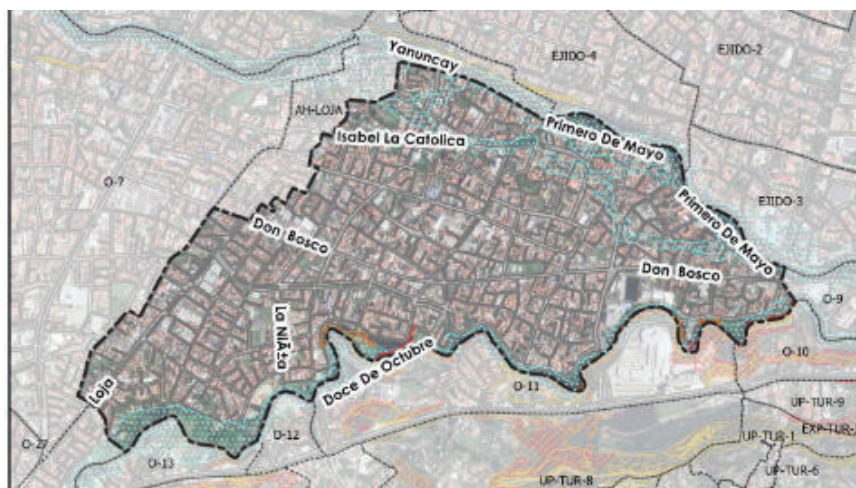 EJIDO-4
EJIDO-2
Yanuncay
AH-LOJA
Isabel La Catolica
Primero De Mayo
O-7
EJIDO-3
Primero De Mayo
Don Bosco
Don Bosco
O-9
La NiÃ±a
Doce De Octubre
O-10
O-11
Loja
UP-TUR-9
O-12
O-27
UP-TUR-1
O-13
UP-TUR-8
UP-TUR-6